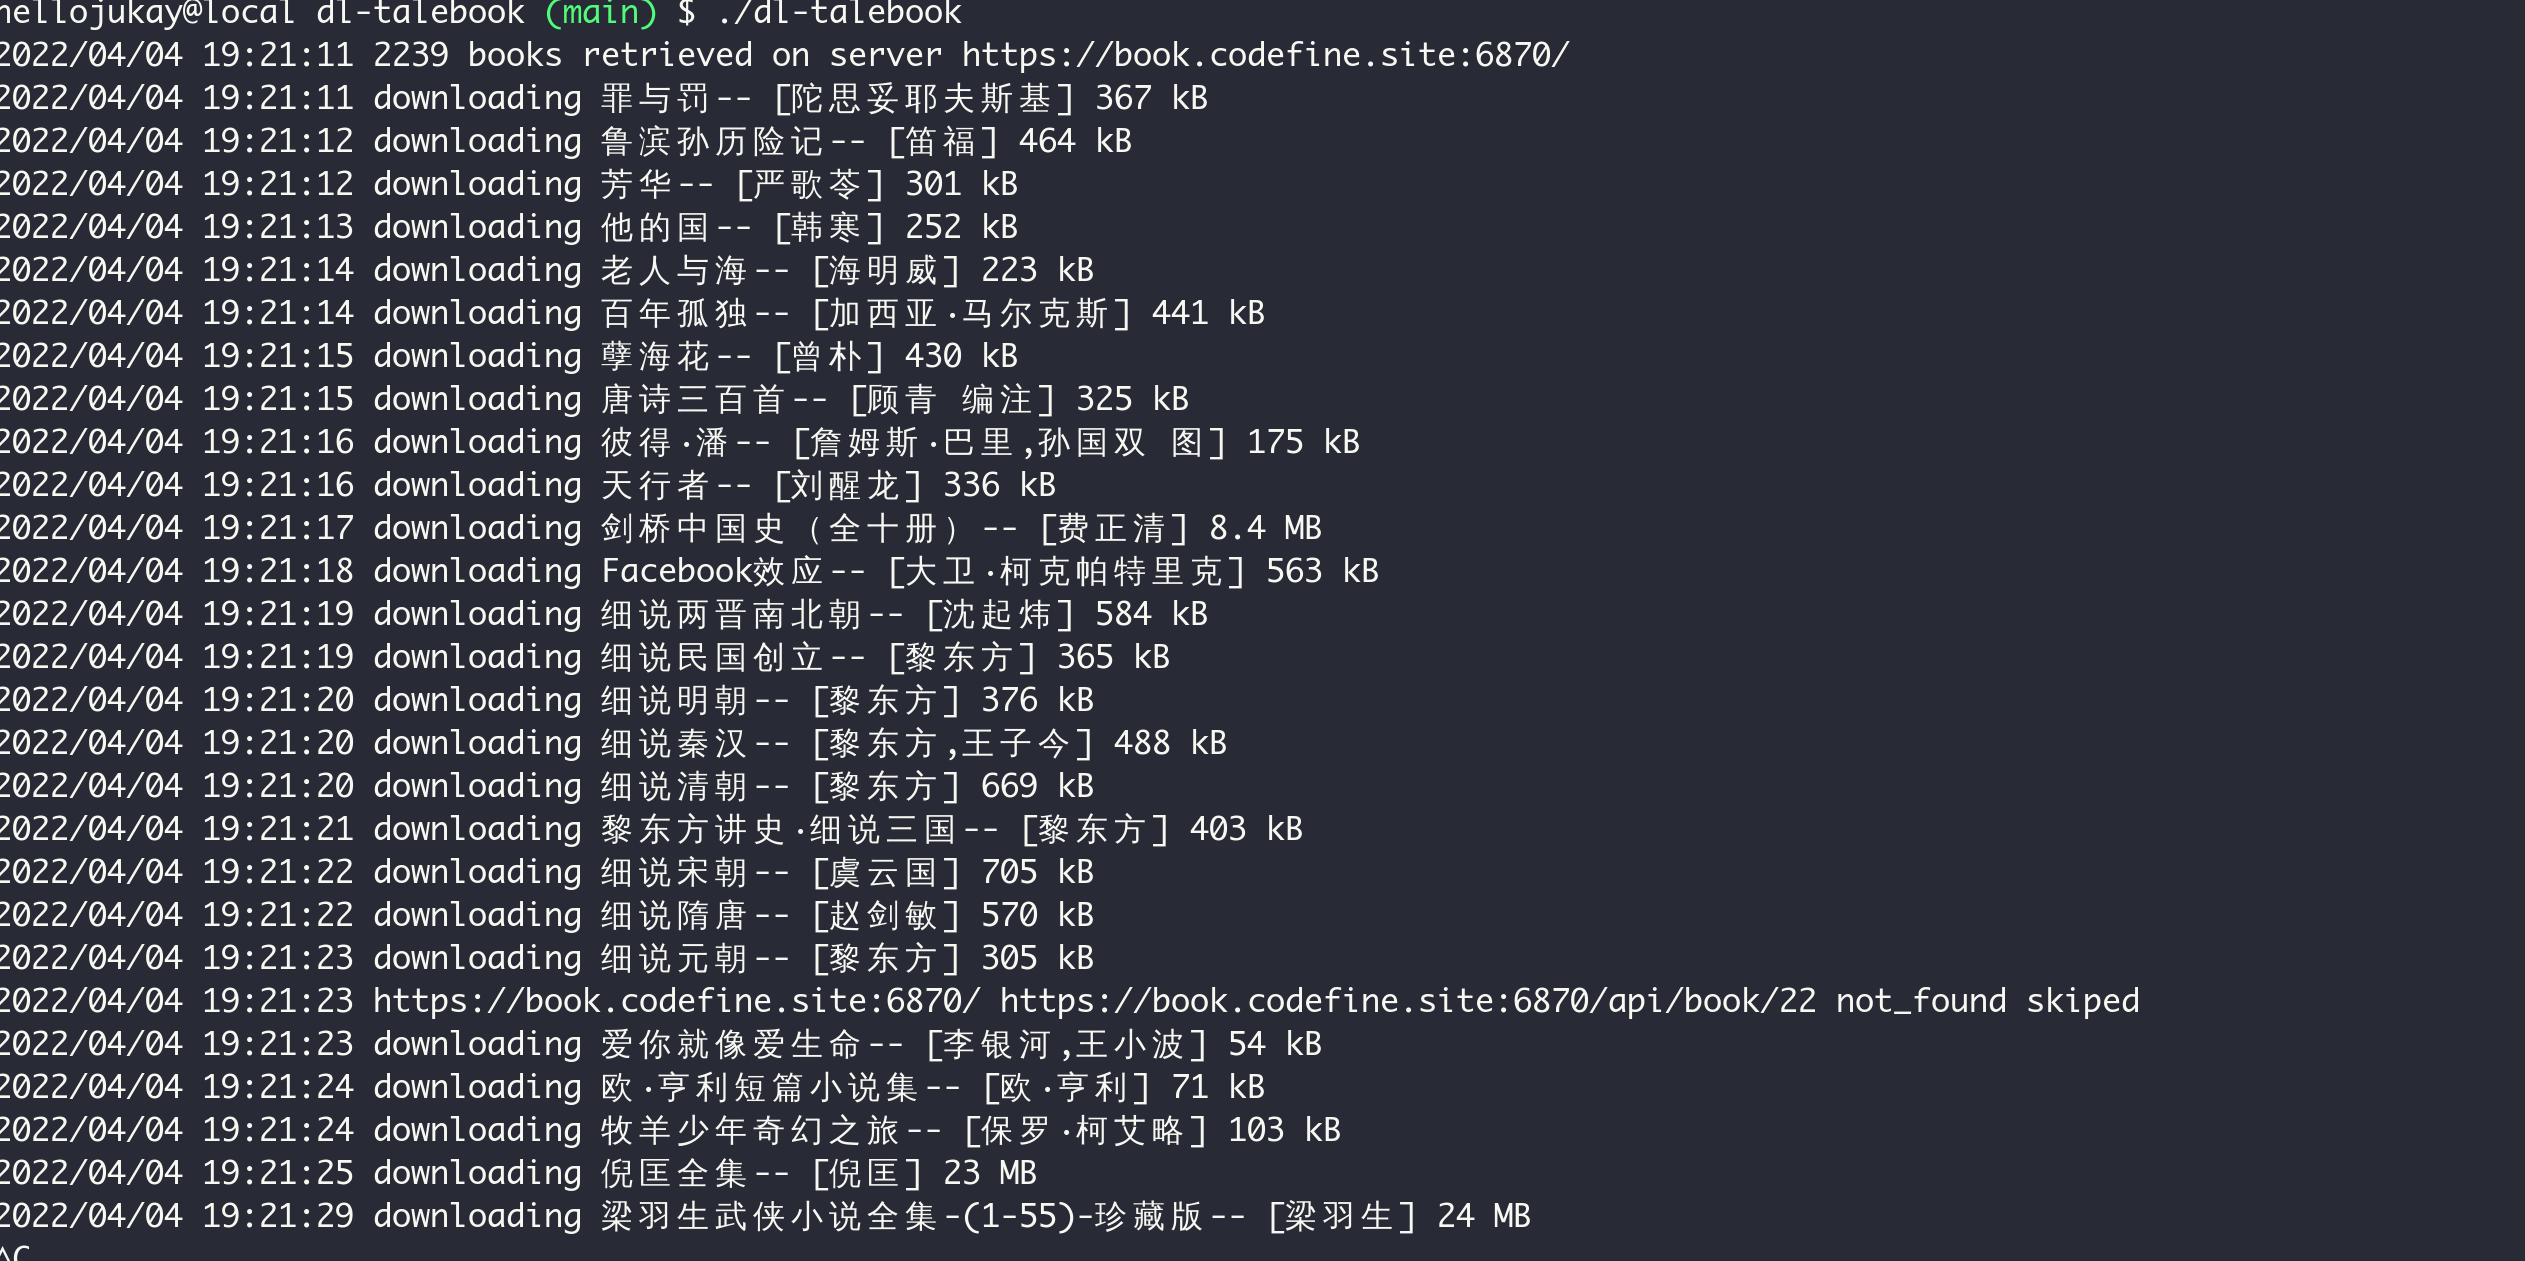 hellojukay@local dl-talebook (main) $ ./dl-talebook
2022/04/04 19:21:11 2239 books retrieved on server https://book.codefine.site:6870/
2022/04/04 19:21:11 downloading 罪与罚-- [陀思妥耶夫斯基] 367 kB
2022/04/04 19:21:12 downloading 鲁滨孙历险记-- [笛福] 464 kB
2022/04/04 19:21:12 downloading 芳华-- [严歌苓] 301 kB
2022/04/04 19:21:13 downloading 他的国-- [韩寒] 252 kB
2022/04/04 19:21:14 downloading 老人与海-- [海明威] 223 kB
2022/04/04 19:21:14 downloading 百年孤独-- [加西亚·马尔克斯] 441 kB
2022/04/04 19:21:15 downloading 孽海花-- [曾朴] 430 kB
2022/04/04 19:21:15 downloading 唐诗三百首-- [顾青 编注] 325 kB
2022/04/04 19:21:16 downloading 彼得·潘-- [詹姆斯·巴里,孙国双 图] 175 kB
2022/04/04 19:21:16 downloading 天行者-- [刘醒龙] 336 kB
2022/04/04 19:21:17 downloading 剑桥中国史（全十册）-- [费正清] 8.4 MB
2022/04/04 19:21:18 downloading Facebook效应-- [大卫·柯克帕特里克] 563 kB
2022/04/04 19:21:19 downloading 细说两晋南北朝-- [沈起炜] 584 kB
2022/04/04 19:21:19 downloading 细说民国创立-- [黎东方] 365 kB
2022/04/04 19:21:20 downloading 细说明朝-- [黎东方] 376 kB
2022/04/04 19:21:20 downloading 细说秦汉-- [黎东方,王子今] 488 kB
2022/04/04 19:21:20 downloading 细说清朝-- [黎东方] 669 kB
2022/04/04 19:21:21 downloading 黎东方讲史·细说三国-- [黎东方] 403 kB
2022/04/04 19:21:22 downloading 细说宋朝-- [虞云国] 705 kB
2022/04/04 19:21:22 downloading 细说隋唐-- [赵剑敏] 570 kB
2022/04/04 19:21:23 downloading 细说元朝-- [黎东方] 305 kB
2022/04/04 19:21:23 https://book.codefine.site:6870/ https://book.codefine.site:6870/api/book/22 not_found skiped
2022/04/04 19:21:23 downloading 爱你就像爱生命-- [李银河,王小波] 54 kB
2022/04/04 19:21:24 downloading 欧·亨利短篇小说集-- [欧·亨利] 71 kB
2022/04/04 19:21:24 downloading 牧羊少年奇幻之旅-- [保罗·柯艾略] 103 kB
2022/04/04 19:21:25 downloading 倪匡全集-- [倪匡] 23 MB
2022/04/04 19:21:29 downloading 梁羽生武侠小说全集-(1-55)-珍藏版-- [梁羽生] 24 MB
^C